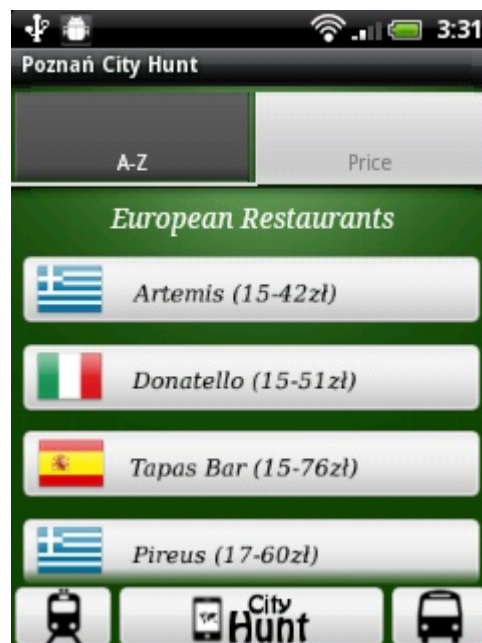 3:31
Poznań City Hunt
A-Z
Price
European Restaurants
Artemis (15-42zł)
Donatello (15-51zł)
Tapas Bar (15-76zł)
Pireus (17-60zł)
City
Hunt